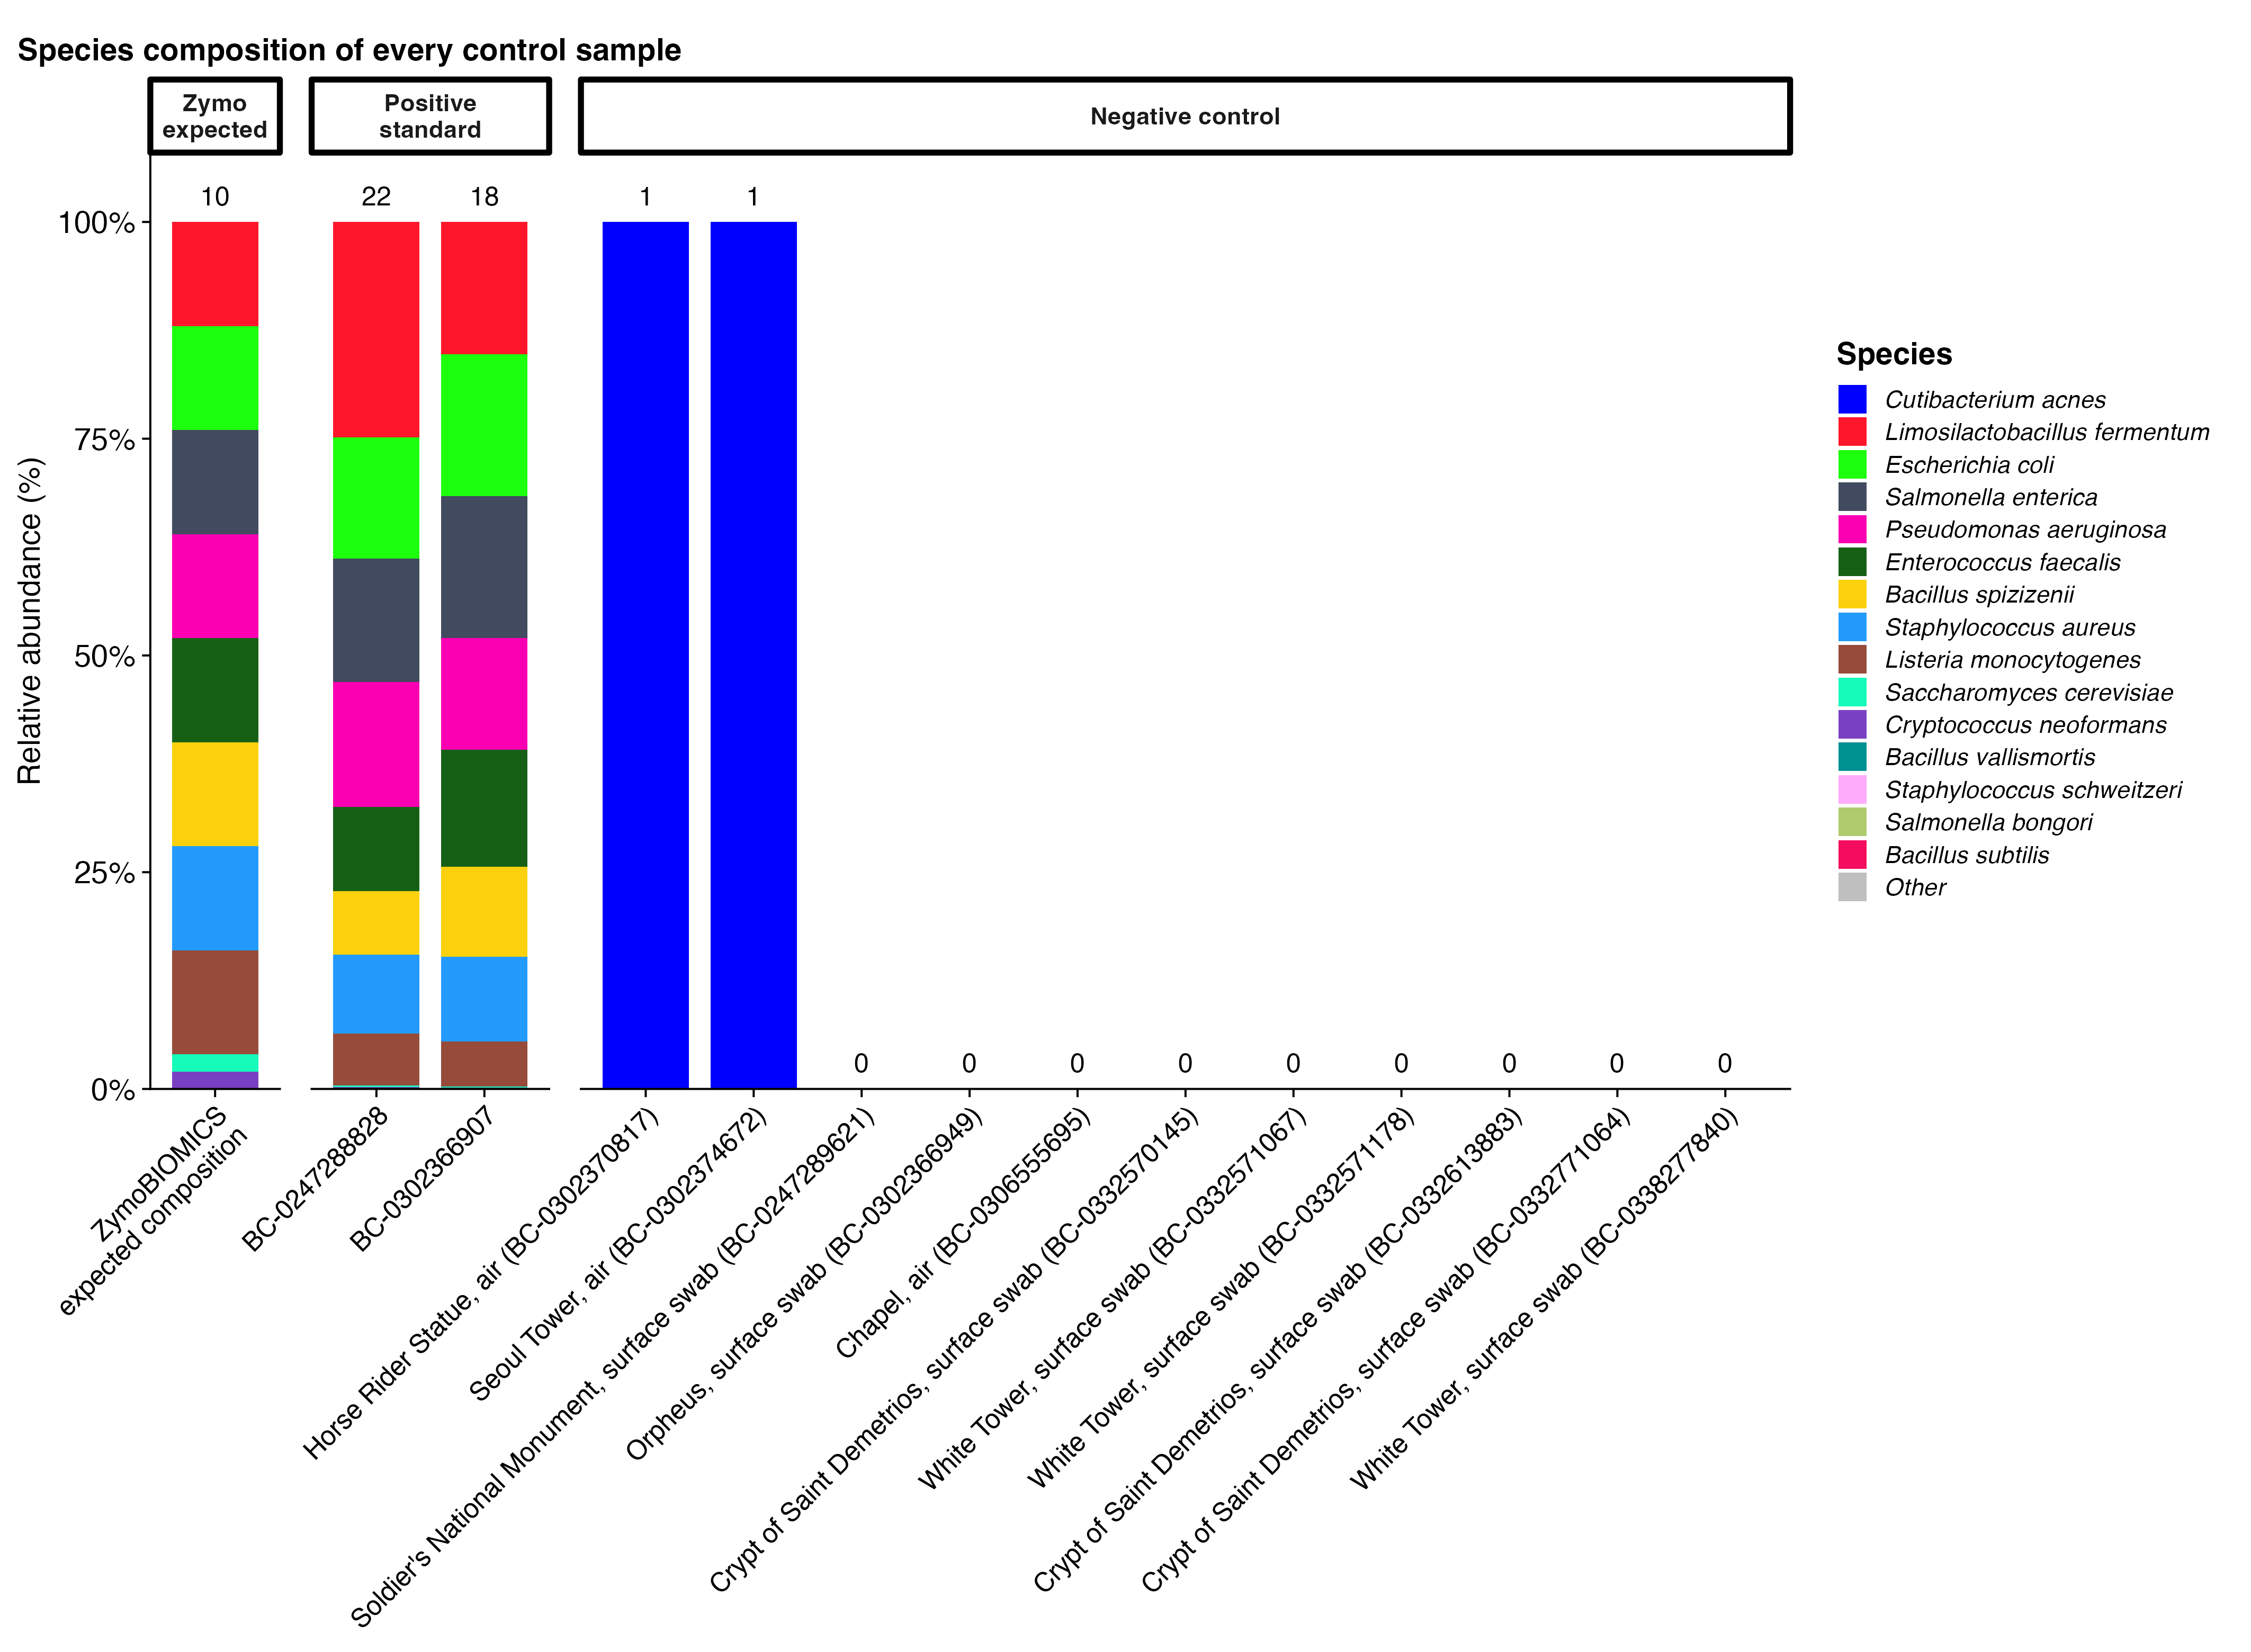 Species composition of every control sample
Zymo
expected
Positive
standard
Negative control
10
22
18
1
1
0
0
0
0
0
0
0
0
0
Relative abundance (%)
100%
75%
50%
25%
0%
ZymoBIOMICS
expected composition
BC-0247288828
BC-0302366907
Horse Rider Statue, air (BC-0302370817)
Seoul Tower, air (BC-0302374672)
Soldier's National Monument, surface swab (BC-0247289621)
Orpheus, surface swab (BC-0302366949)
Chapel, air (BC-0306555695)
Crypt of Saint Demetrios, surface swab (BC-0332570145)
White Tower, surface swab (BC-0332571067)
White Tower, surface swab (BC-0332571178)
Crypt of Saint Demetrios, surface swab (BC-0332613883)
Crypt of Saint Demetrios, surface swab (BC-0332771064)
White Tower, surface swab (BC-0338277840)
Species
Cutibacterium acnes
Limosilactobacillus fermentum
Escherichia coli
Salmonella enterica
Pseudomonas aeruginosa
Enterococcus faecalis
Bacillus spizizenii
Staphylococcus aureus
Listeria monocytogenes
Saccharomyces cerevisiae
Cryptococcus neoformans
Bacillus vallismortis
Staphylococcus schweitzeri
Salmonella bongori
Bacillus subtilis
Other